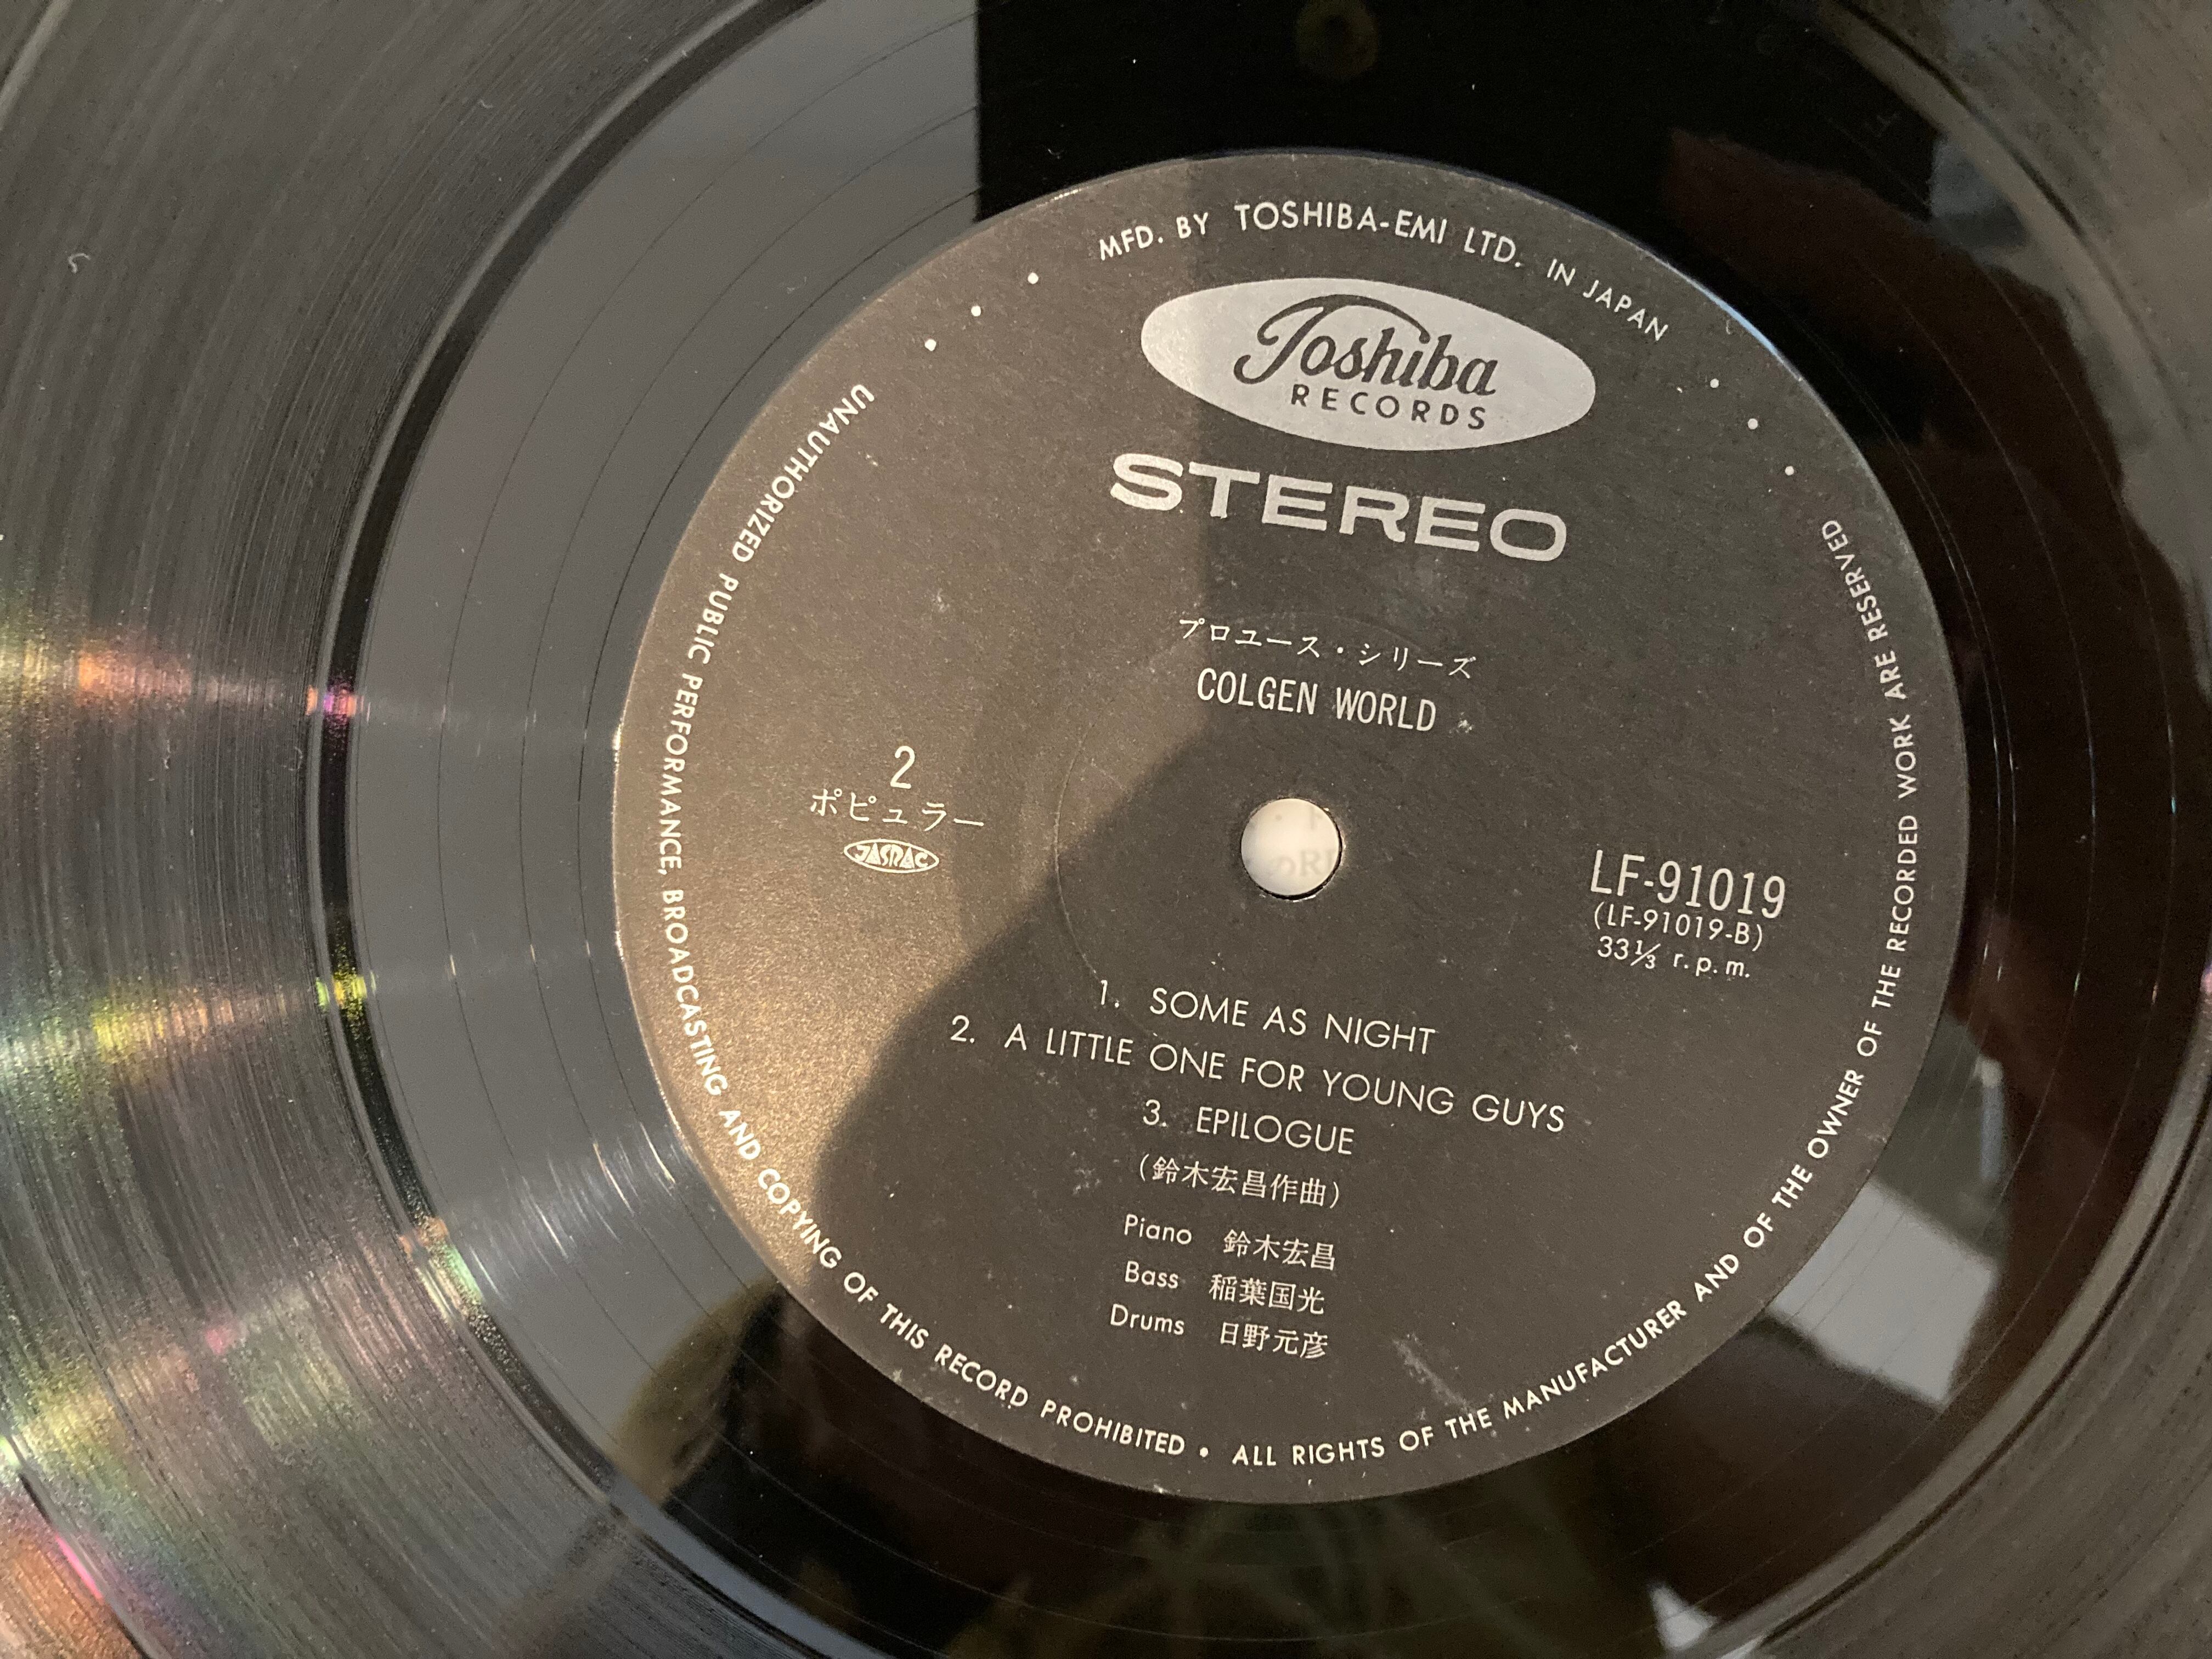 MFD. BY TOSHIBA-EMI LTD. IN JAPAN
Toshiba
RECORDS
STEREO
プロユース・シリーズ
COLGEN WORLD
2
ポピュラー
JASRAC
LF-91019
(LF-91019-B)
33⅓ r.p.m.
1. SOME AS NIGHT
2. A LITTLE ONE FOR YOUNG GUYS
3. EPILOGUE
(鈴木宏昌作曲)
Piano 鈴木宏昌
Bass 稲葉国光
Drums 日野元彦
UNAUTHORIZED PUBLIC PERFORMANCE, BROADCASTING AND COPYING OF THIS RECORD PROHIBITED • ALL RIGHTS OF THE MANUFACTURER AND OF THE OWNER OF THE RECORDED WORK ARE RESERVED